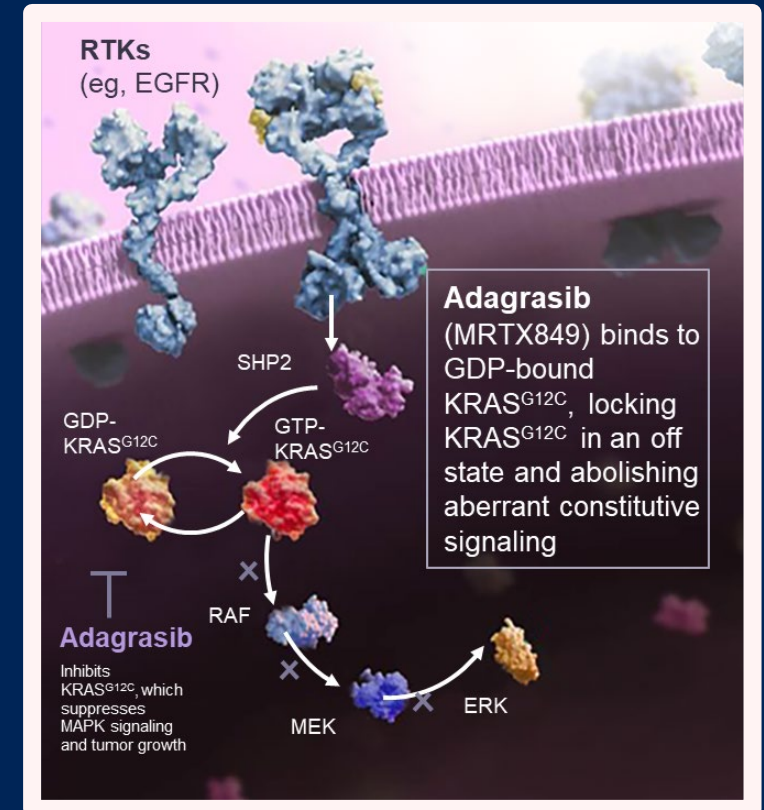 RTKs
(eg, EGFR)
Adagrasib
(MRTX849) binds to
GDP-bound
KRASᴳ¹²ᶜ, locking
KRASᴳ¹²ᶜ in an off
state and abolishing
aberrant constitutive
signaling
SHP2
GDP-
KRASᴳ¹²ᶜ
GTP-
KRASᴳ¹²ᶜ
RAF
MEK
ERK
Adagrasib
Inhibits
KRASᴳ¹²ᶜ, which
suppresses
MAPK signaling
and tumor growth